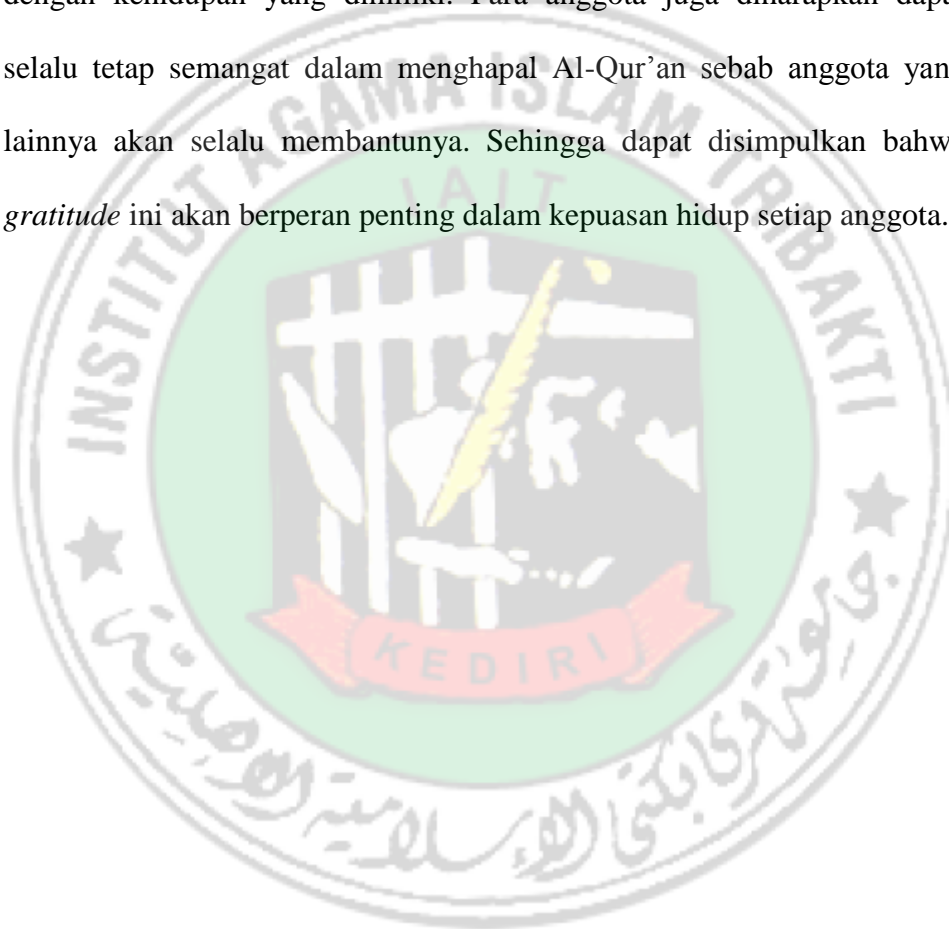 dengan kehidupan yang dimiliki. Para anggota juga diharapkan dapa
selalu tetap semangat dalam menghapal Al-Qur’an sebab anggota yan
lainnya akan selalu membantunya. Sehingga dapat disimpulkan bahw
gratitude ini akan berperan penting dalam kepuasan hidup setiap anggota.
INSTITUT AGAMA ISLAM TRIBAKTI
IAIT
KEDIRI